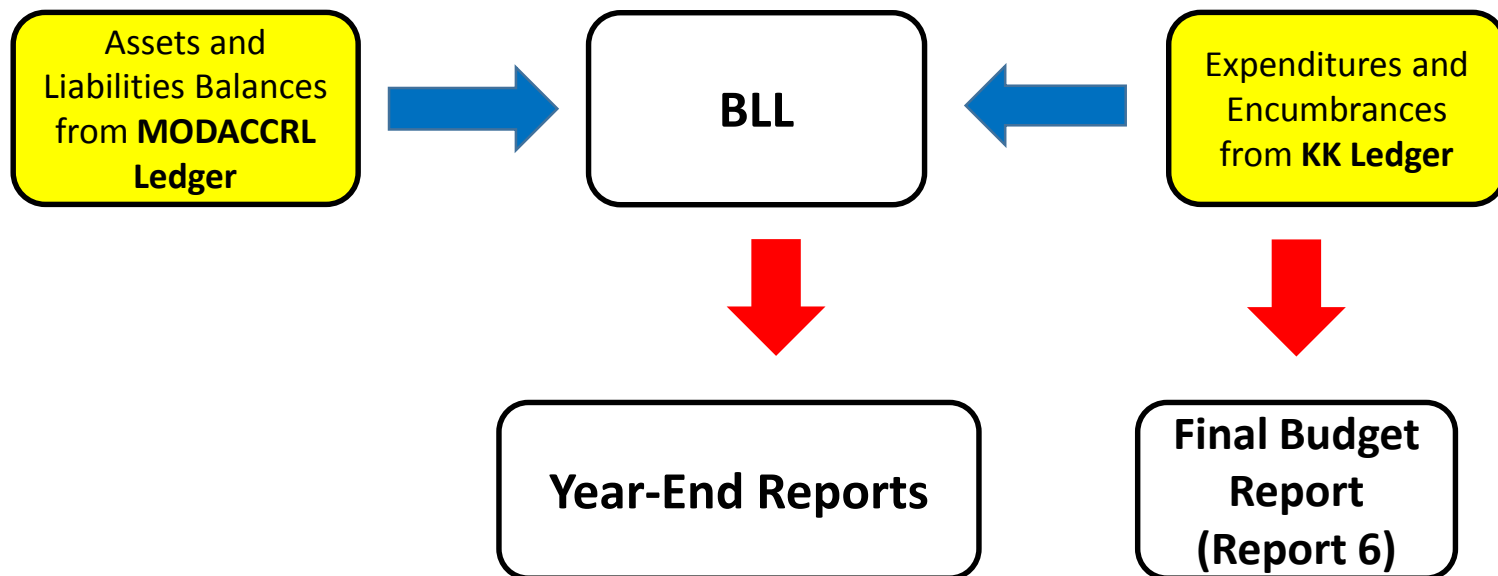 Assets and
Liabilities Balances
from MODACCRL
Ledger
BLL
Expenditures and
Encumbrances
from KK Ledger
Year-End Reports
Final Budget
Report
(Report 6)